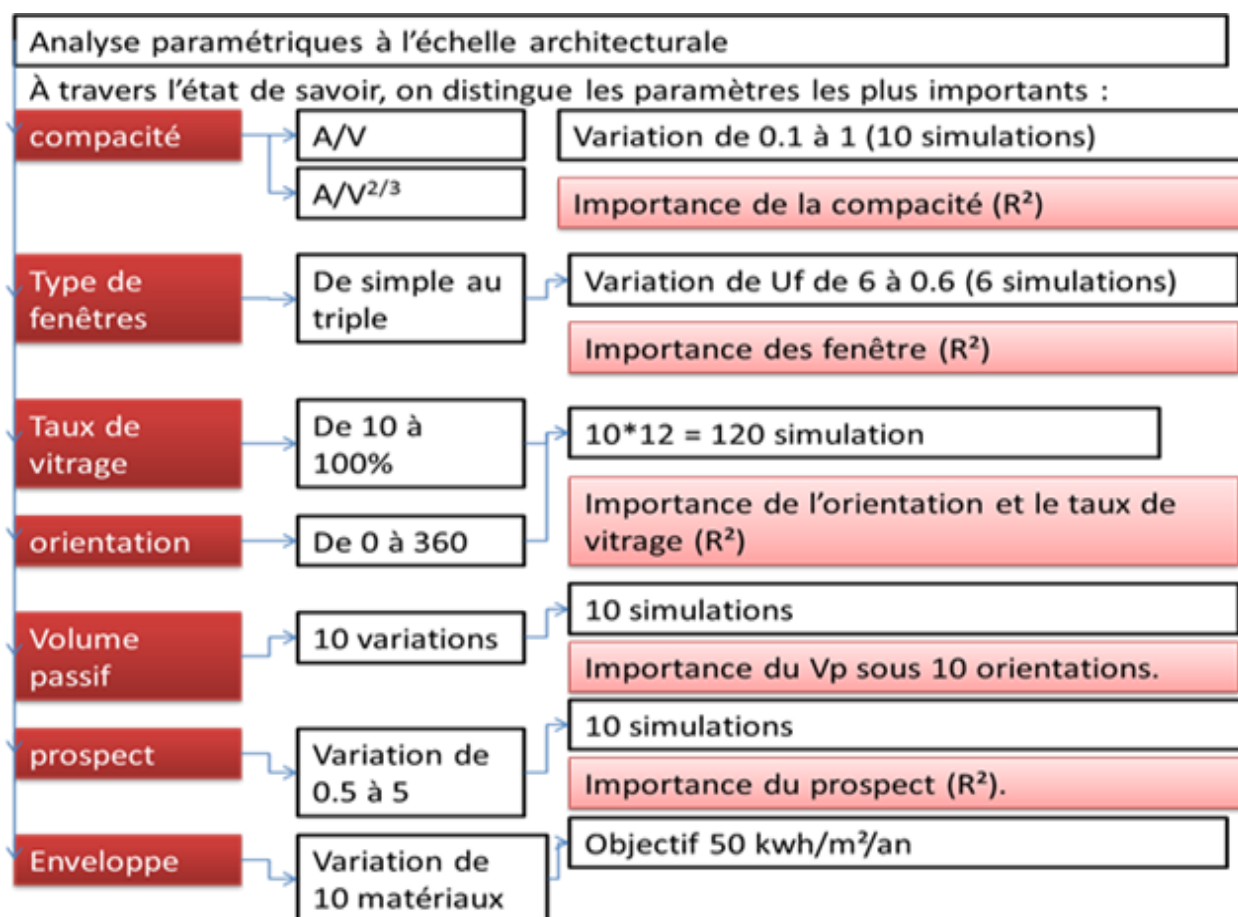 Analyse paramétriques à l'échelle architecturale
À travers l'état de savoir, on distingue les paramètres les plus importants :
compacité
A/V
Variation de 0.1 à 1 (10 simulations)
A/V²/³
Importance de la compacité (R²)
Type de
fenêtres
De simple au
triple
Variation de Uf de 6 à 0.6 (6 simulations)
Importance des fenêtre (R²)
Taux de
vitrage
De 10 à
100%
10*12 = 120 simulation
Importance de l'orientation et le taux de
vitrage (R²)
orientation
De 0 à 360
Volume
passif
10 variations
10 simulations
Importance du Vp sous 10 orientations.
prospect
Variation de
0.5 à 5
10 simulations
Importance du prospect (R²).
Enveloppe
Variation de
10 matériaux
Objectif 50 kwh/m²/an